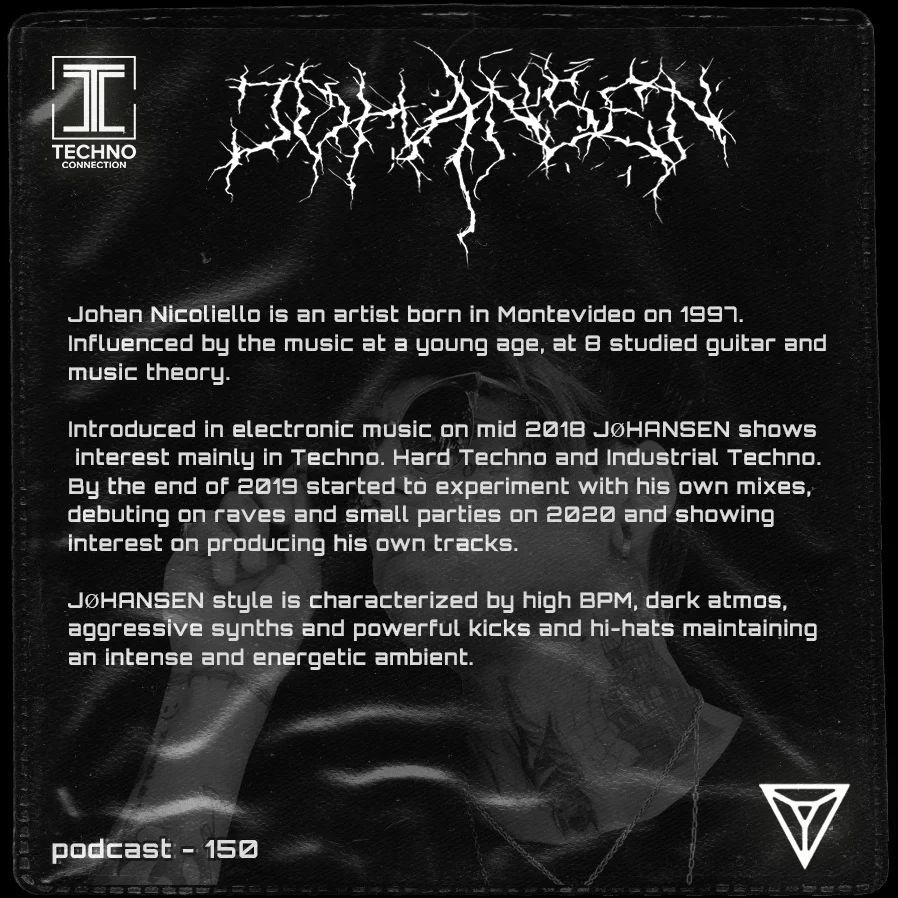 TECHNO
CONNECTION
JØHANSEN
Johan Nicoliello is an artist born in Montevideo on 1997.
Influenced by the music at a young age, at 8 studied guitar and
music theory.
Introduced in electronic music on mid 2018 JøHANSEN shows
interest mainly in Techno. Hard Techno and Industrial Techno.
By the end of 2019 started to experiment with his own mixes,
debuting on raves and small parties on 2020 and showing
interest on producing his own tracks.
JøHANSEN style is characterized by high BPM, dark atmos,
aggressive synths and powerful kicks and hi-hats maintaining
an intense and energetic ambient.
podcast - 150